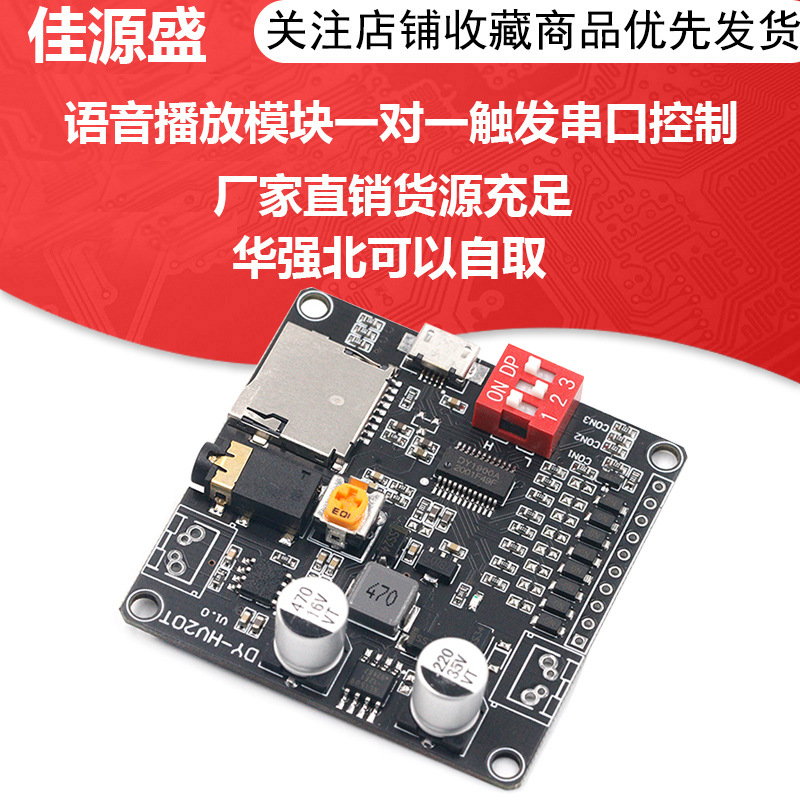 佳源盛
关注店铺收藏商品优先发货
语音播放模块一对一触发串口控制
厂家直销货源充足
华强北可以自取
ON DP
1 2 3
CON3
CON2
CON1
H
L
EQ1
470
470
16V
VT
220
35V
VT
DY-HV20T
V1.0